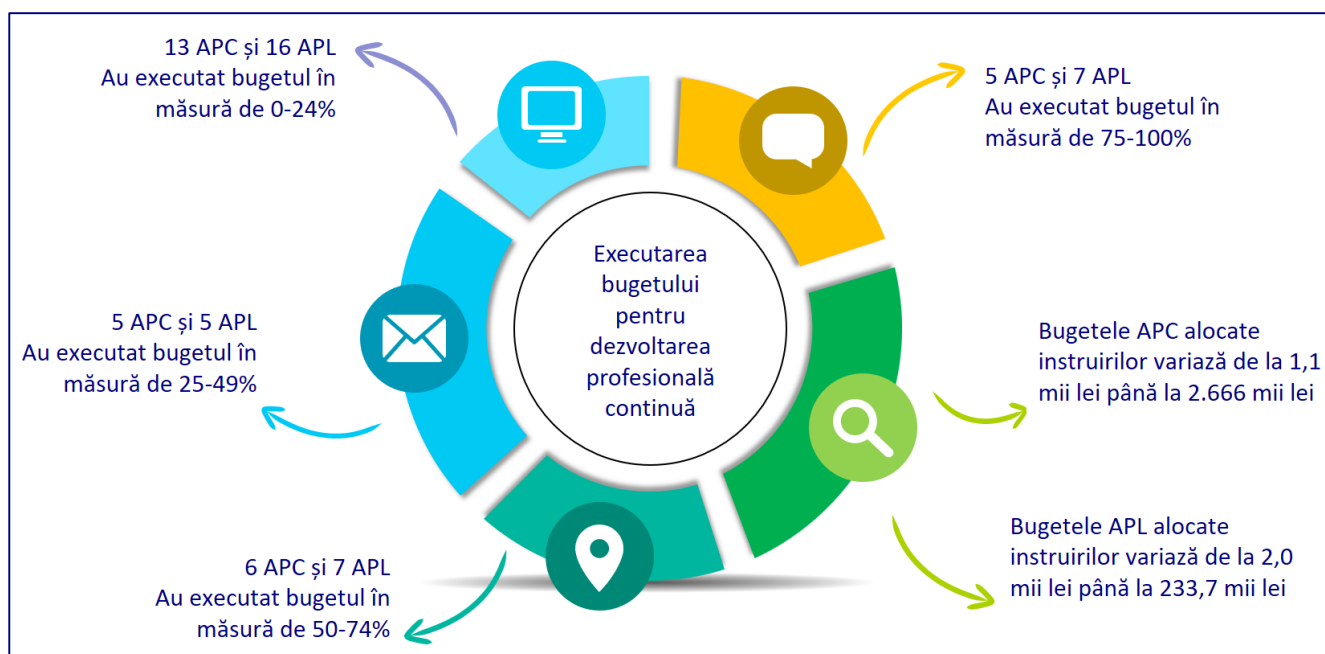 13 APC și 16 APL
Au executat bugetul în
măsură de 0-24%
5 APC și 7 APL
Au executat bugetul în
măsură de 75-100%
Executarea
bugetului
pentru
dezvoltarea
profesională
continuă
5 APC și 5 APL
Au executat bugetul în
măsură de 25-49%
Bugetele APC alocate
instruirilor variază de la 1,1
mii lei până la 2.666 mii lei
6 APC și 7 APL
Au executat bugetul în
măsură de 50-74%
Bugetele APL alocate
instruirilor variază de la 2,0
mii lei până la 233,7 mii lei